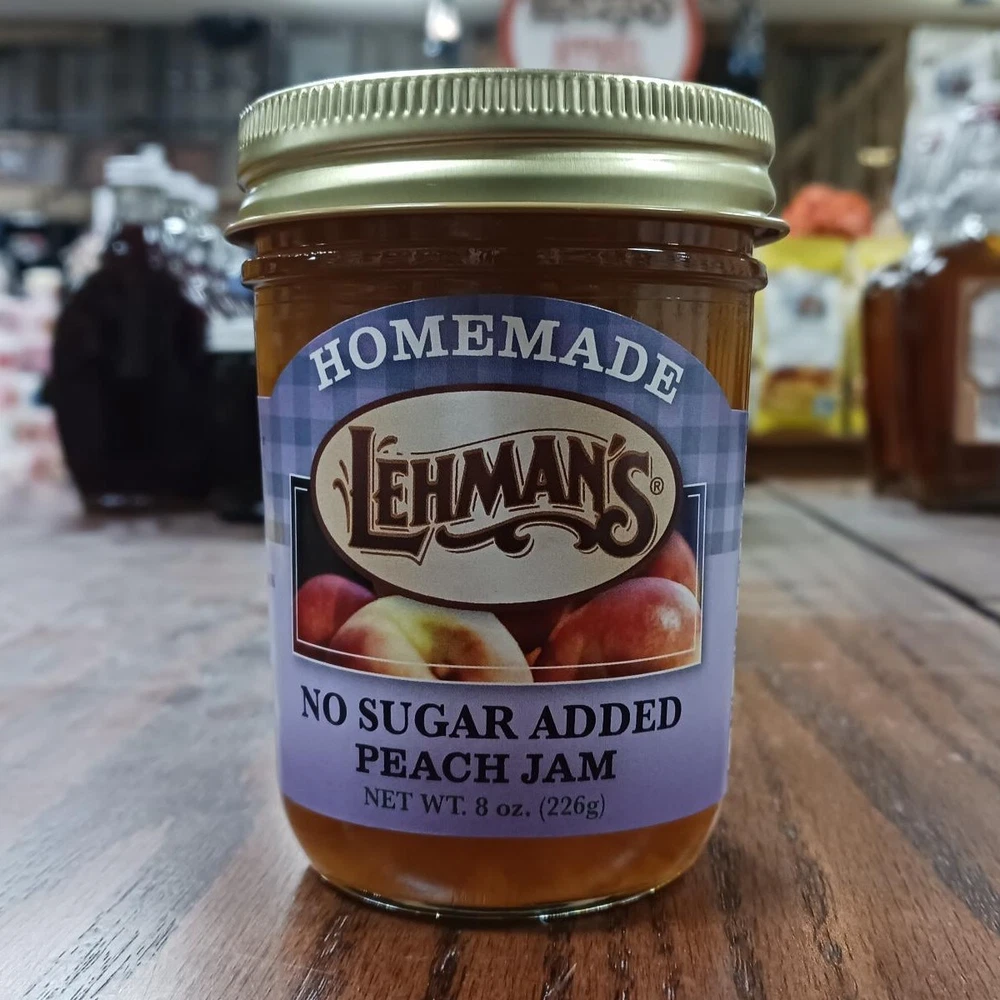 HOMEMADE
LEHMAN'S®
NO SUGAR ADDED
PEACH JAM
NET WT. 8 oz. (226g)